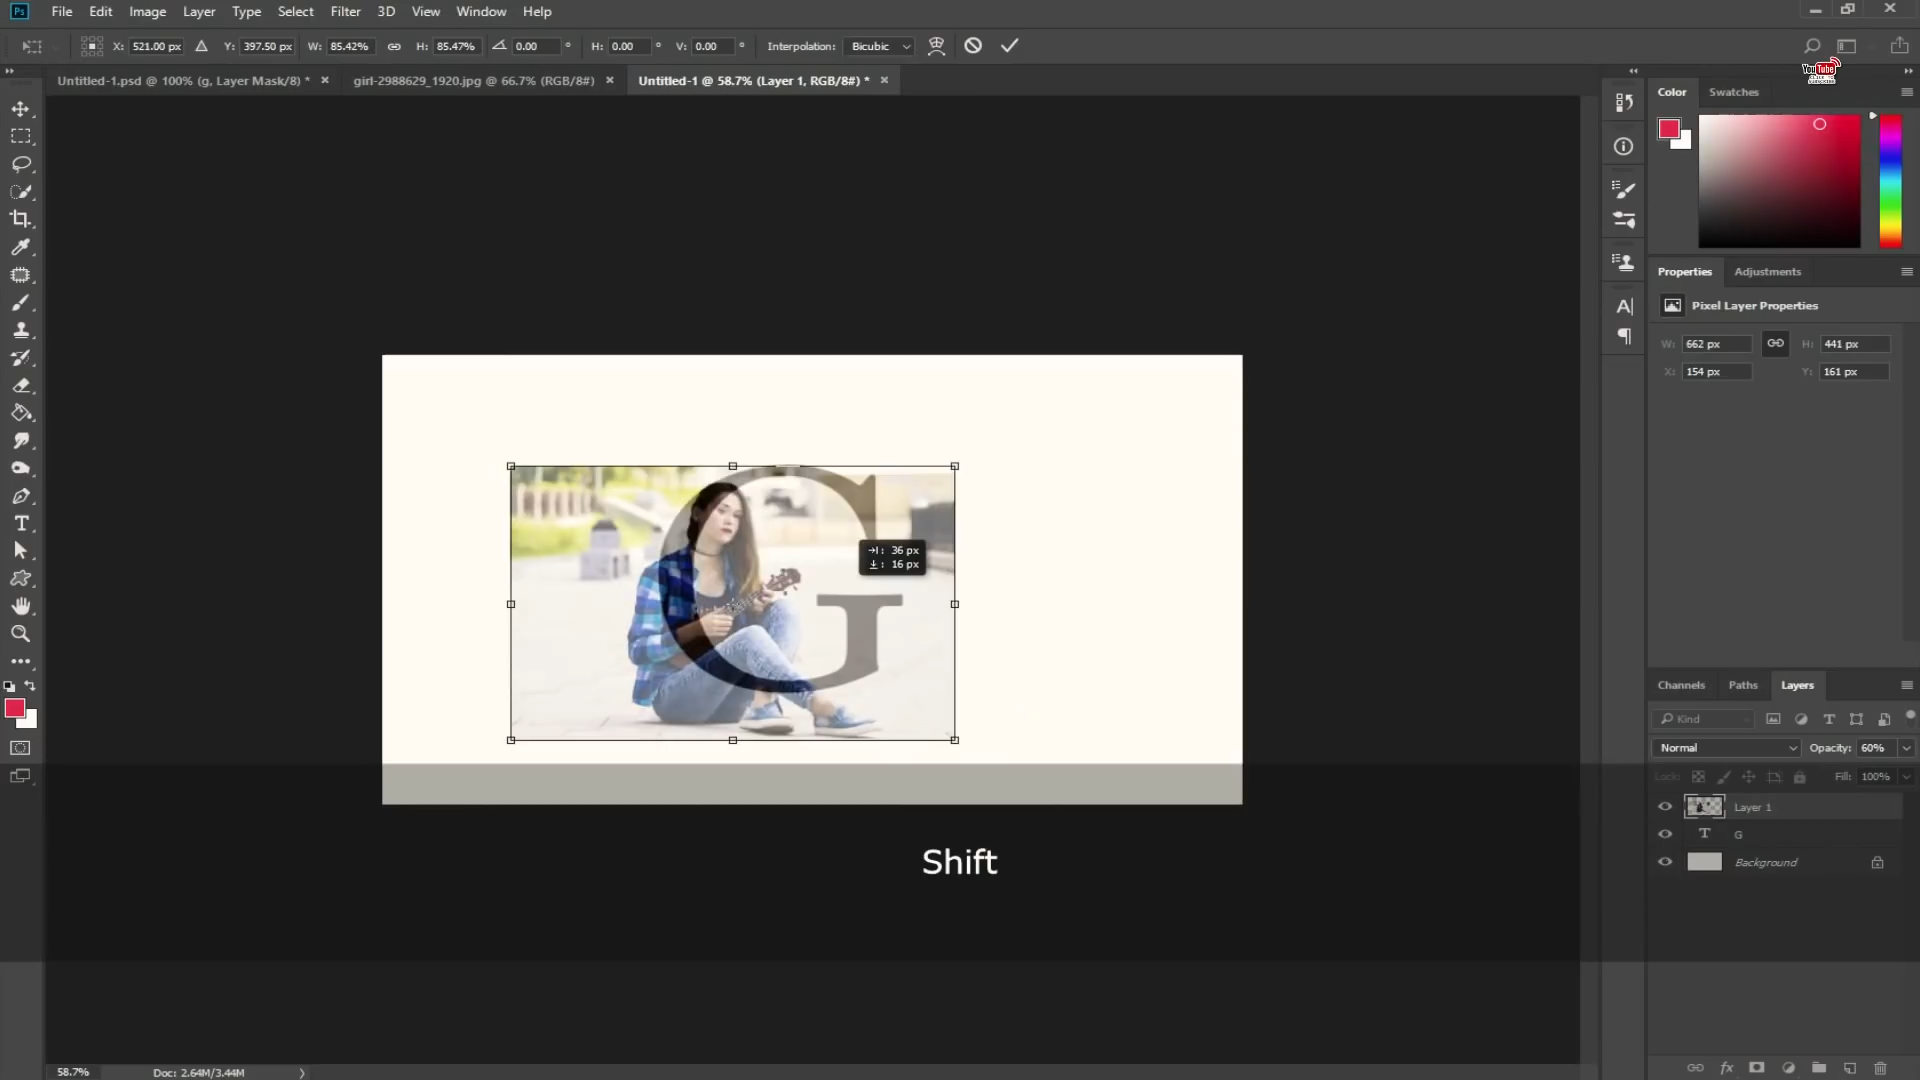 Ps File Edit Image Layer Type Select Filter 3D View Window Help
X: 521.00 px Y: 397.50 px W: 85.42% H: 85.47% 0.00 ° H: 0.00 ° V: 0.00 ° Interpolation: Bicubic
Untitled-1.psd @ 100% (g, Layer Mask/8) * girl-2988629_1920.jpg @ 66.7% (RGB/8#) Untitled-1 @ 58.7% (Layer 1, RGB/8#) *
YouTube
Color Swatches
Properties Adjustments
Pixel Layer Properties
W: 662 px H: 441 px
X: 154 px Y: 161 px
G
36 px
16 px
Channels Paths Layers
Kind
Normal Opacity: 60%
Lock: Fill: 100%
Layer 1
T G
Background
Shift
58.7% Doc: 2.64M/3.44M